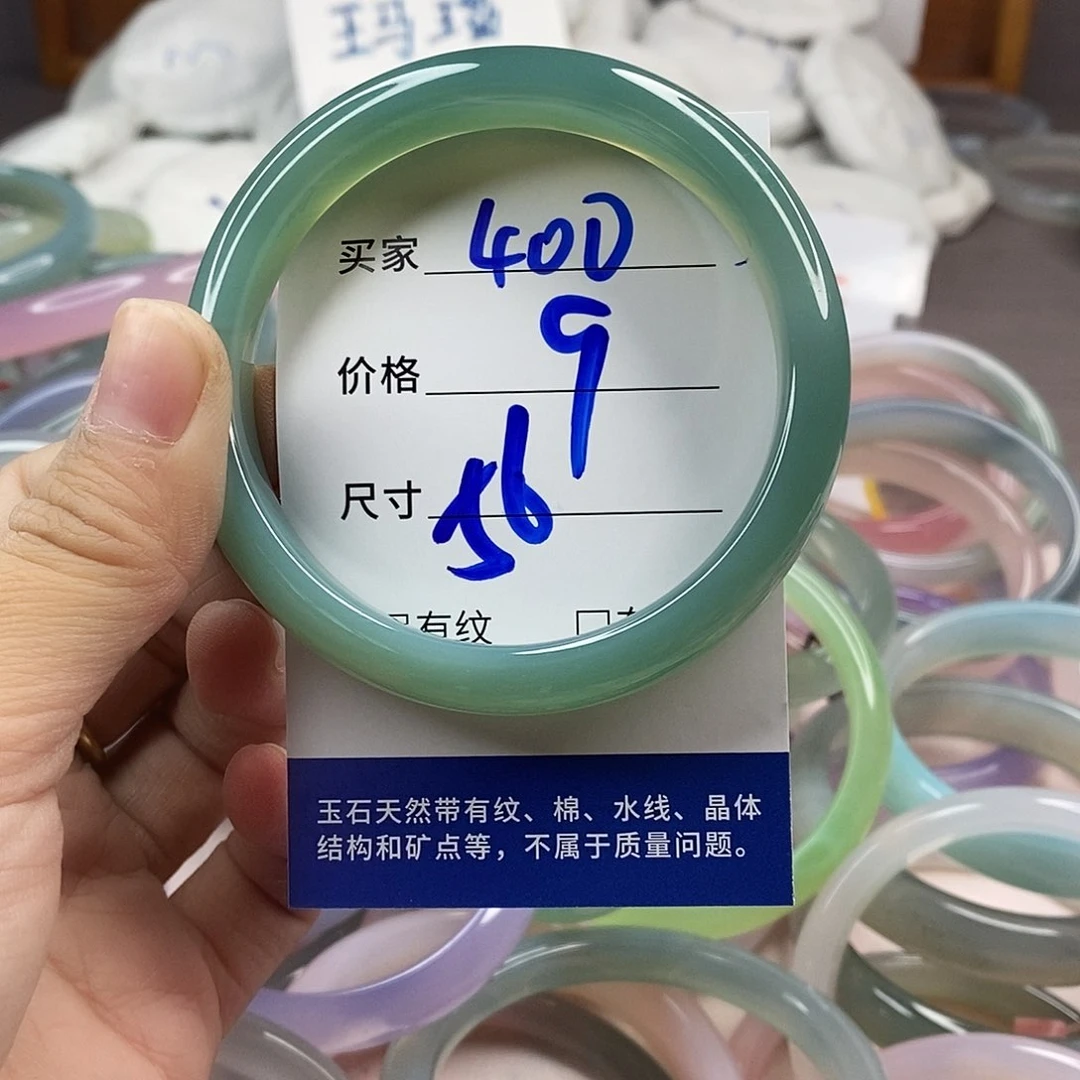 玉玛瑙
买家 400
价格 9
尺寸 56
有纹
玉石天然带有纹、棉、水线、晶体
结构和矿点等，不属于质量问题。